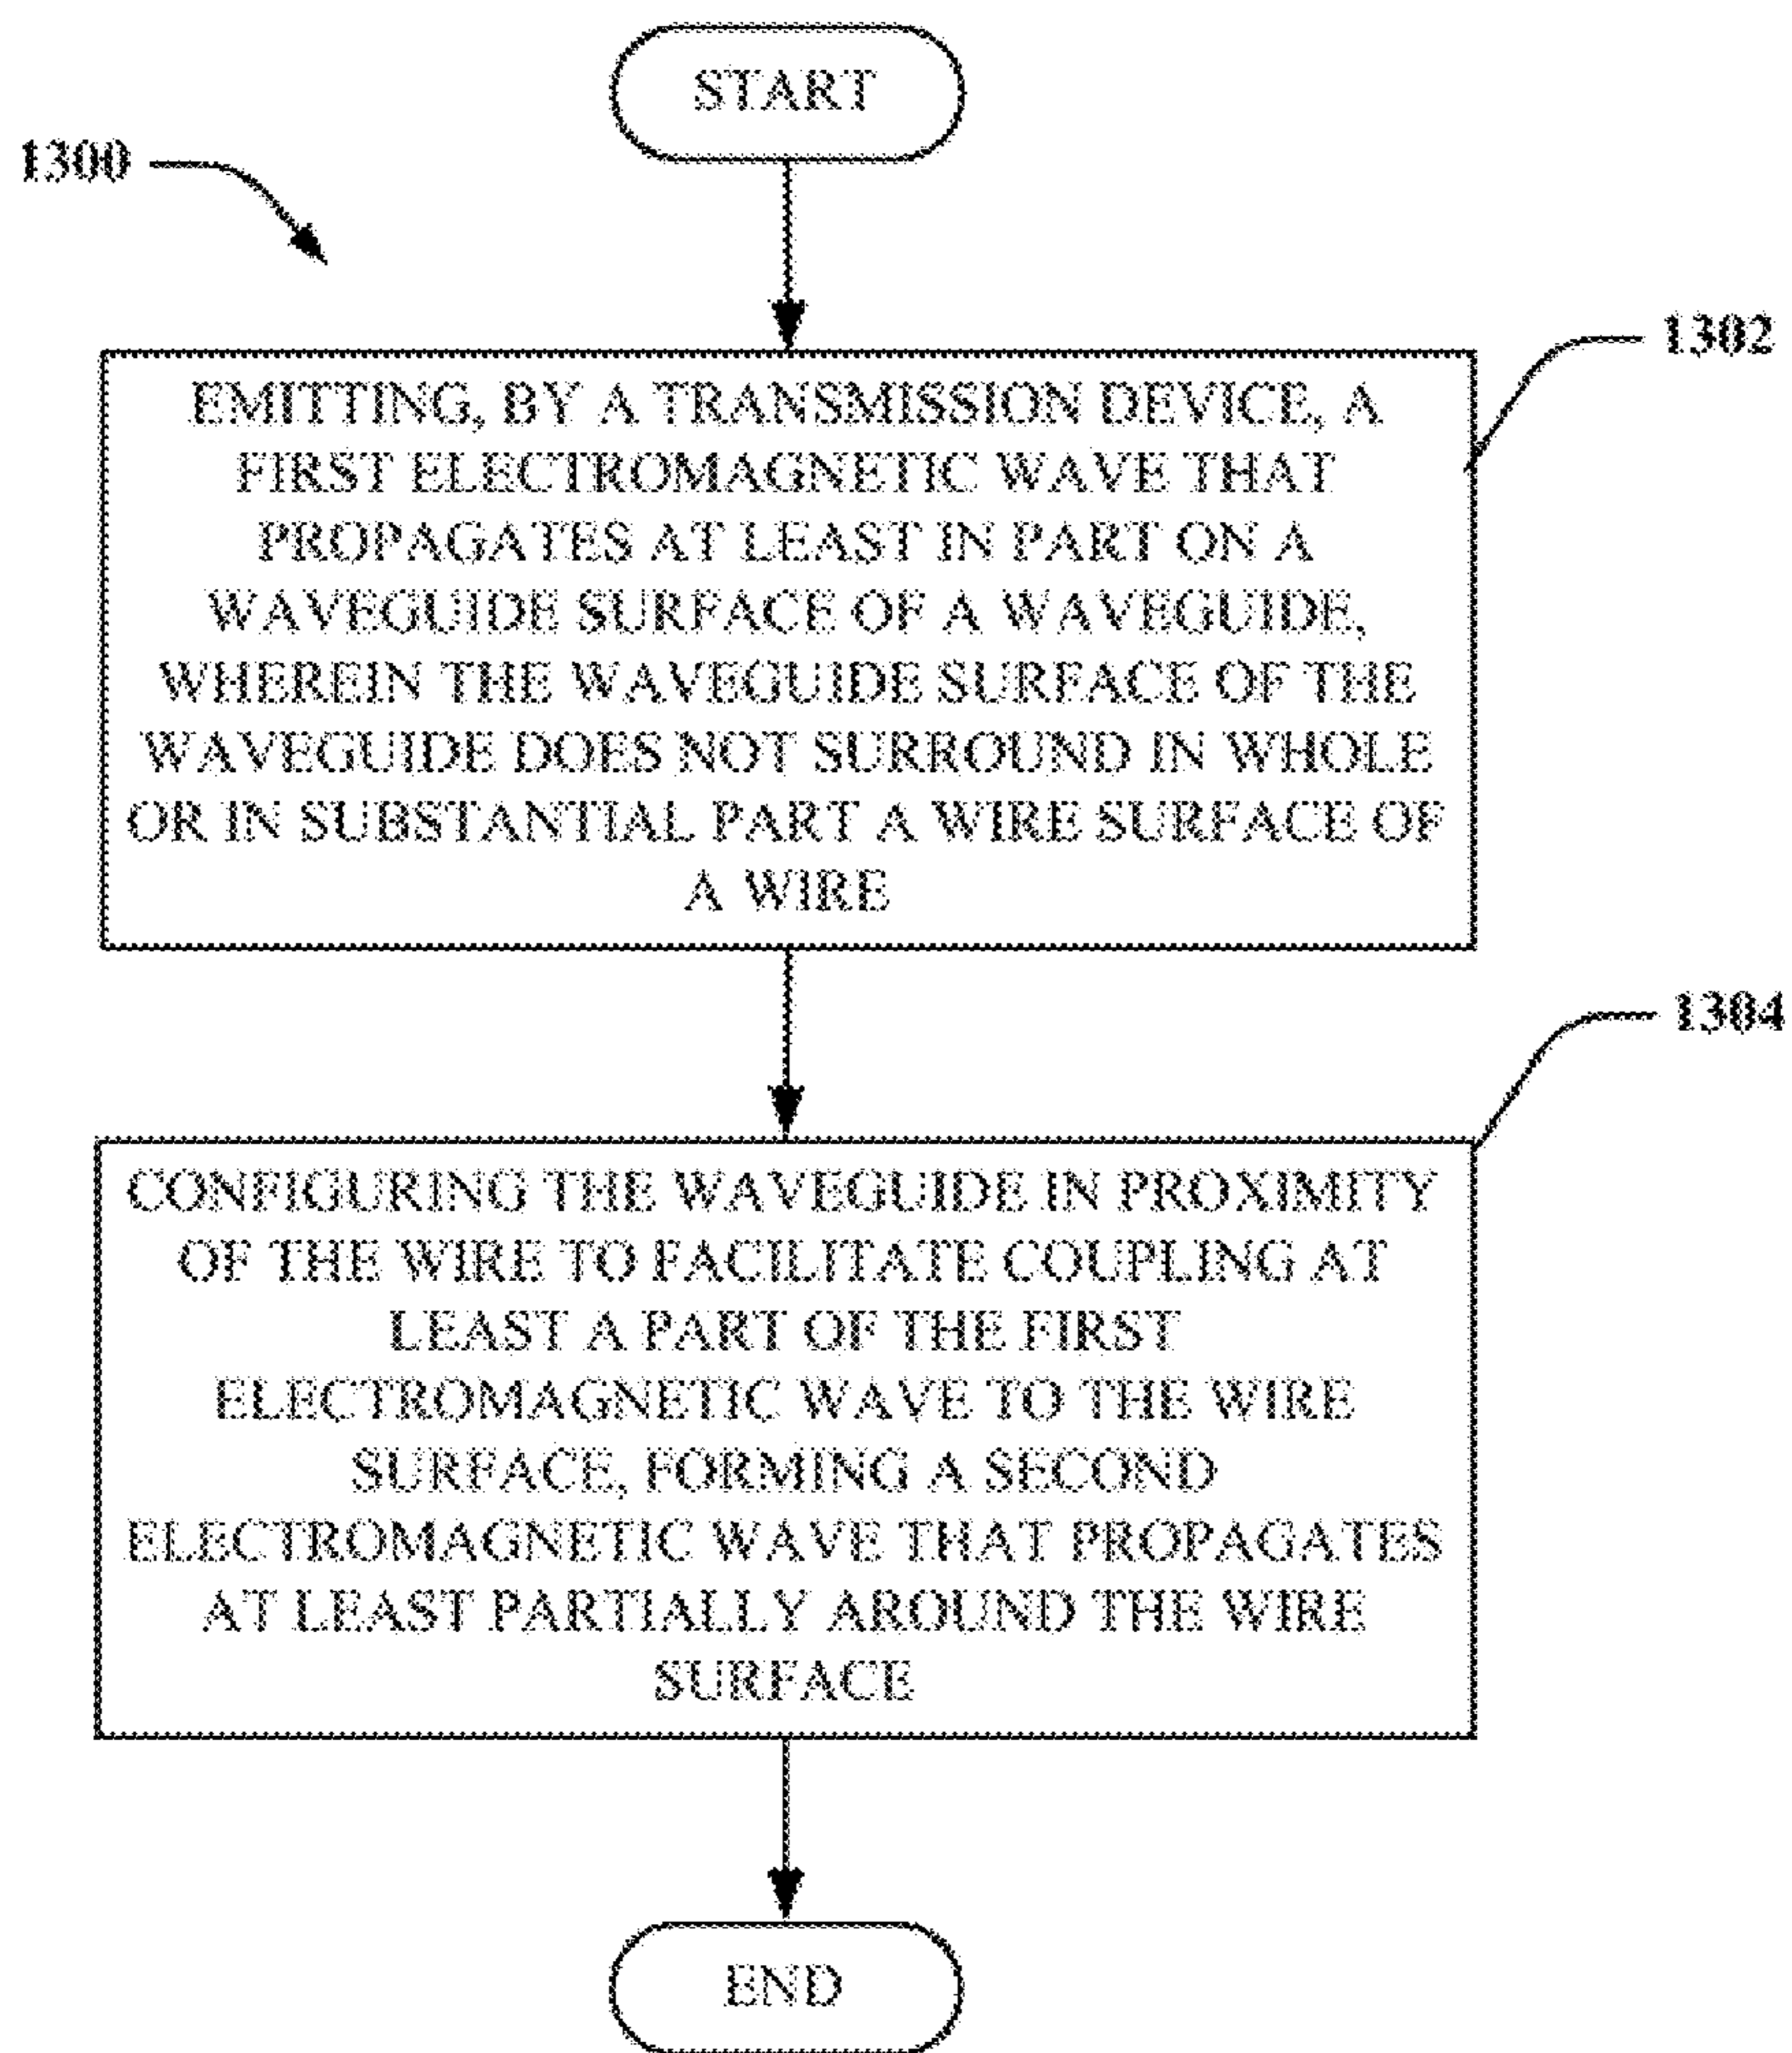 START
1300
1302
EMITTING, BY A TRANSMISSION DEVICE, A
FIRST ELECTROMAGNETIC WAVE THAT
PROPAGATES AT LEAST IN PART ON A
WAVEGUIDE SURFACE OF A WAVEGUIDE,
WHEREIN THE WAVEGUIDE SURFACE OF THE
WAVEGUIDE DOES NOT SURROUND IN WHOLE
OR IN SUBSTANTIAL PART A WIRE SURFACE OF
A WIRE
1304
CONFIGURING THE WAVEGUIDE IN PROXIMITY
OF THE WIRE TO FACILITATE COUPLING AT
LEAST A PART OF THE FIRST
ELECTROMAGNETIC WAVE TO THE WIRE
SURFACE, FORMING A SECOND
ELECTROMAGNETIC WAVE THAT PROPAGATES
AT LEAST PARTIALLY AROUND THE WIRE
SURFACE
END